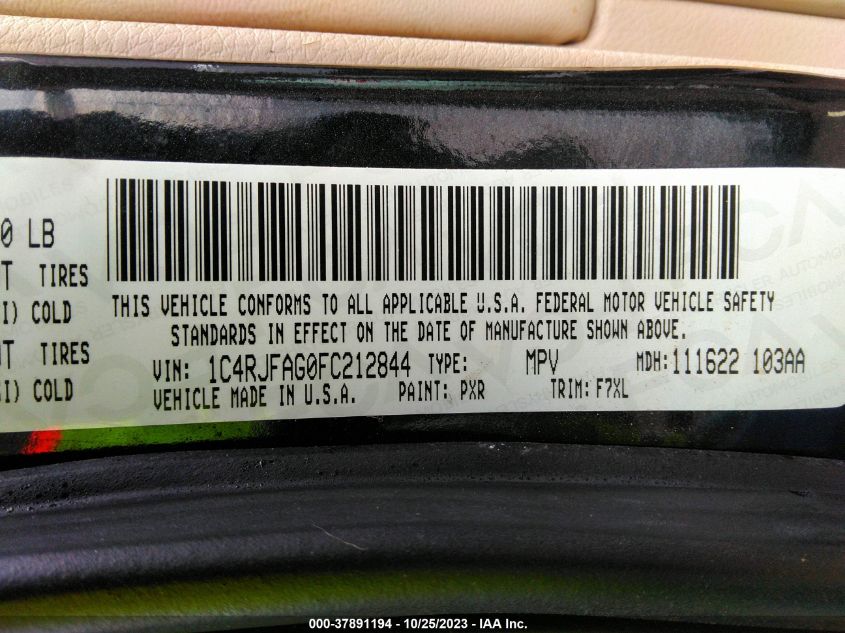 0 LB
TIRES
I) COLD
TIRES
I) COLD
THIS VEHICLE CONFORMS TO ALL APPLICABLE U.S.A. FEDERAL MOTOR VEHICLE SAFETY
STANDARDS IN EFFECT ON THE DATE OF MANUFACTURE SHOWN ABOVE.
VIN: 1C4RJFAG0FC212844 TYPE: MPV MDH:111622 103AA
VEHICLE MADE IN U.S.A. PAINT: PXR TRIM: F7XL
000-37891194 - 10/25/2023 - IAA Inc.